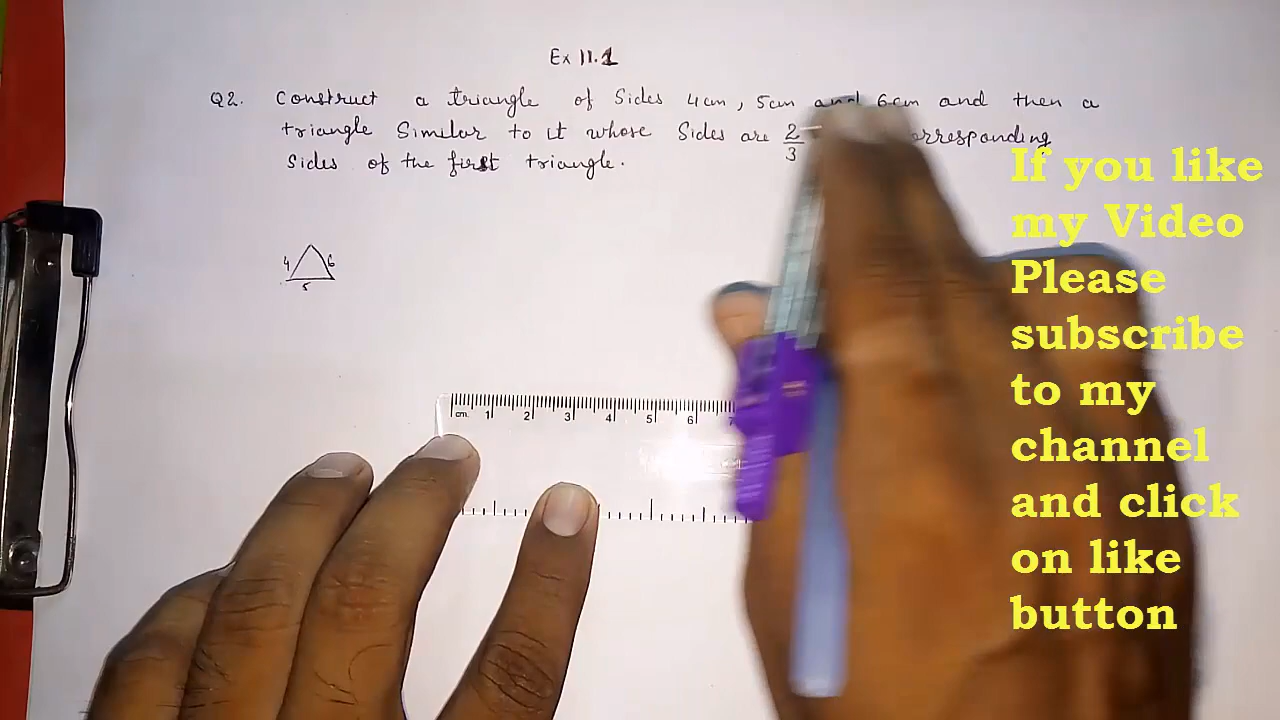 Ex 11.1
Q2. Construct a triangle of Sides 4cm, 5cm and 6cm and then a
triangle Similar to it whose Sides are 2/3 corresponding
Sides of the first triangle.
4 6
5
cm 1 2 3 4 5 6 7
If you like
my Video
Please
subscribe
to my
channel
and click
on like
button